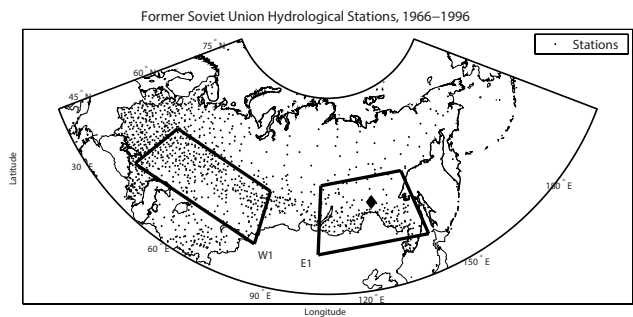 Former Soviet Union Hydrological Stations, 1966−1996
Stations
75° N
60° N
45° N
30° E
180° E
Latitude
60° E
W1
E1
150° E
90° E
120° E
Longitude